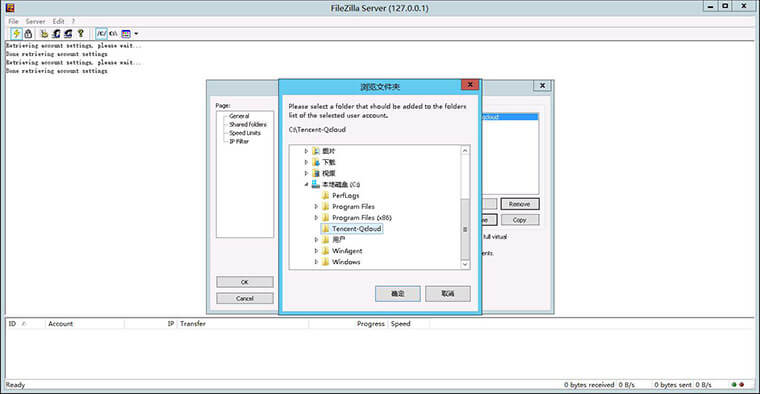 FileZilla Server (127.0.0.1)
File Server Edit ?
/C/ C:\
Retrieving account settings, please wait...
Done retrieving account settings
Retrieving account settings, please wait...
Done retrieving account settings
Page:
General
Shared folders
Speed Limits
IP Filter
OK
Cancel
浏览文件夹
Please select a folder that should be added to the folders
list of the selected user account.
C:\Tencent-Qcloud
图片
下载
视频
本地磁盘 (C:)
PerfLogs
Program Files
Program Files (x86)
Tencent-Qcloud
用户
WinAgent
Windows
确定 取消
qcloud
Remove
Copy
full virtual
ID Account IP Transfer Progress Speed
Ready 0 bytes received 0 B/s 0 bytes sent 0 B/s